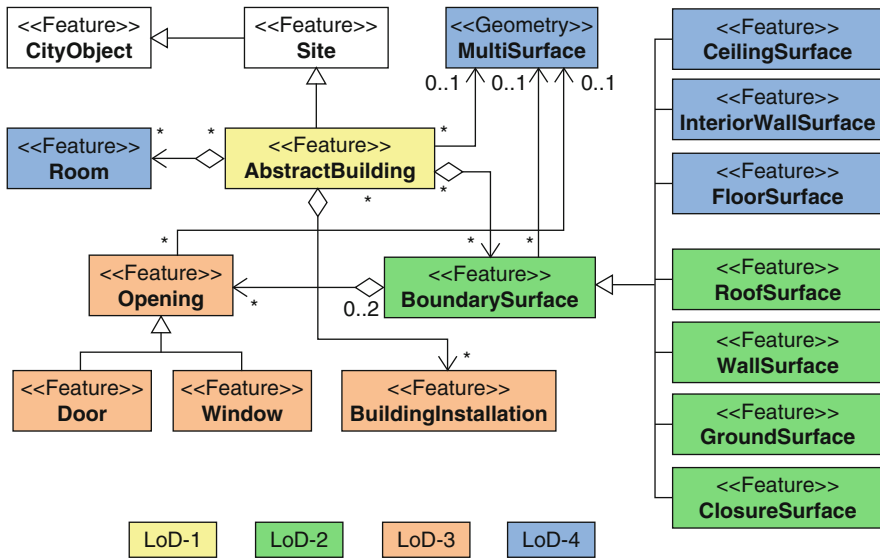 <<Feature>>
CityObject
<<Feature>>
Site
<<Geometry>>
MultiSurface
<<Feature>>
CeilingSurface
<<Feature>>
InteriorWallSurface
<<Feature>>
FloorSurface
0..1
0..1
0..1
*
*
*
<<Feature>>
Room
<<Feature>>
AbstractBuilding
*
*
*
*
*
<<Feature>>
Opening
*
0..2
<<Feature>>
BoundarySurface
<<Feature>>
RoofSurface
<<Feature>>
WallSurface
<<Feature>>
GroundSurface
<<Feature>>
ClosureSurface
<<Feature>>
Door
<<Feature>>
Window
*
<<Feature>>
BuildingInstallation
LoD-1
LoD-2
LoD-3
LoD-4